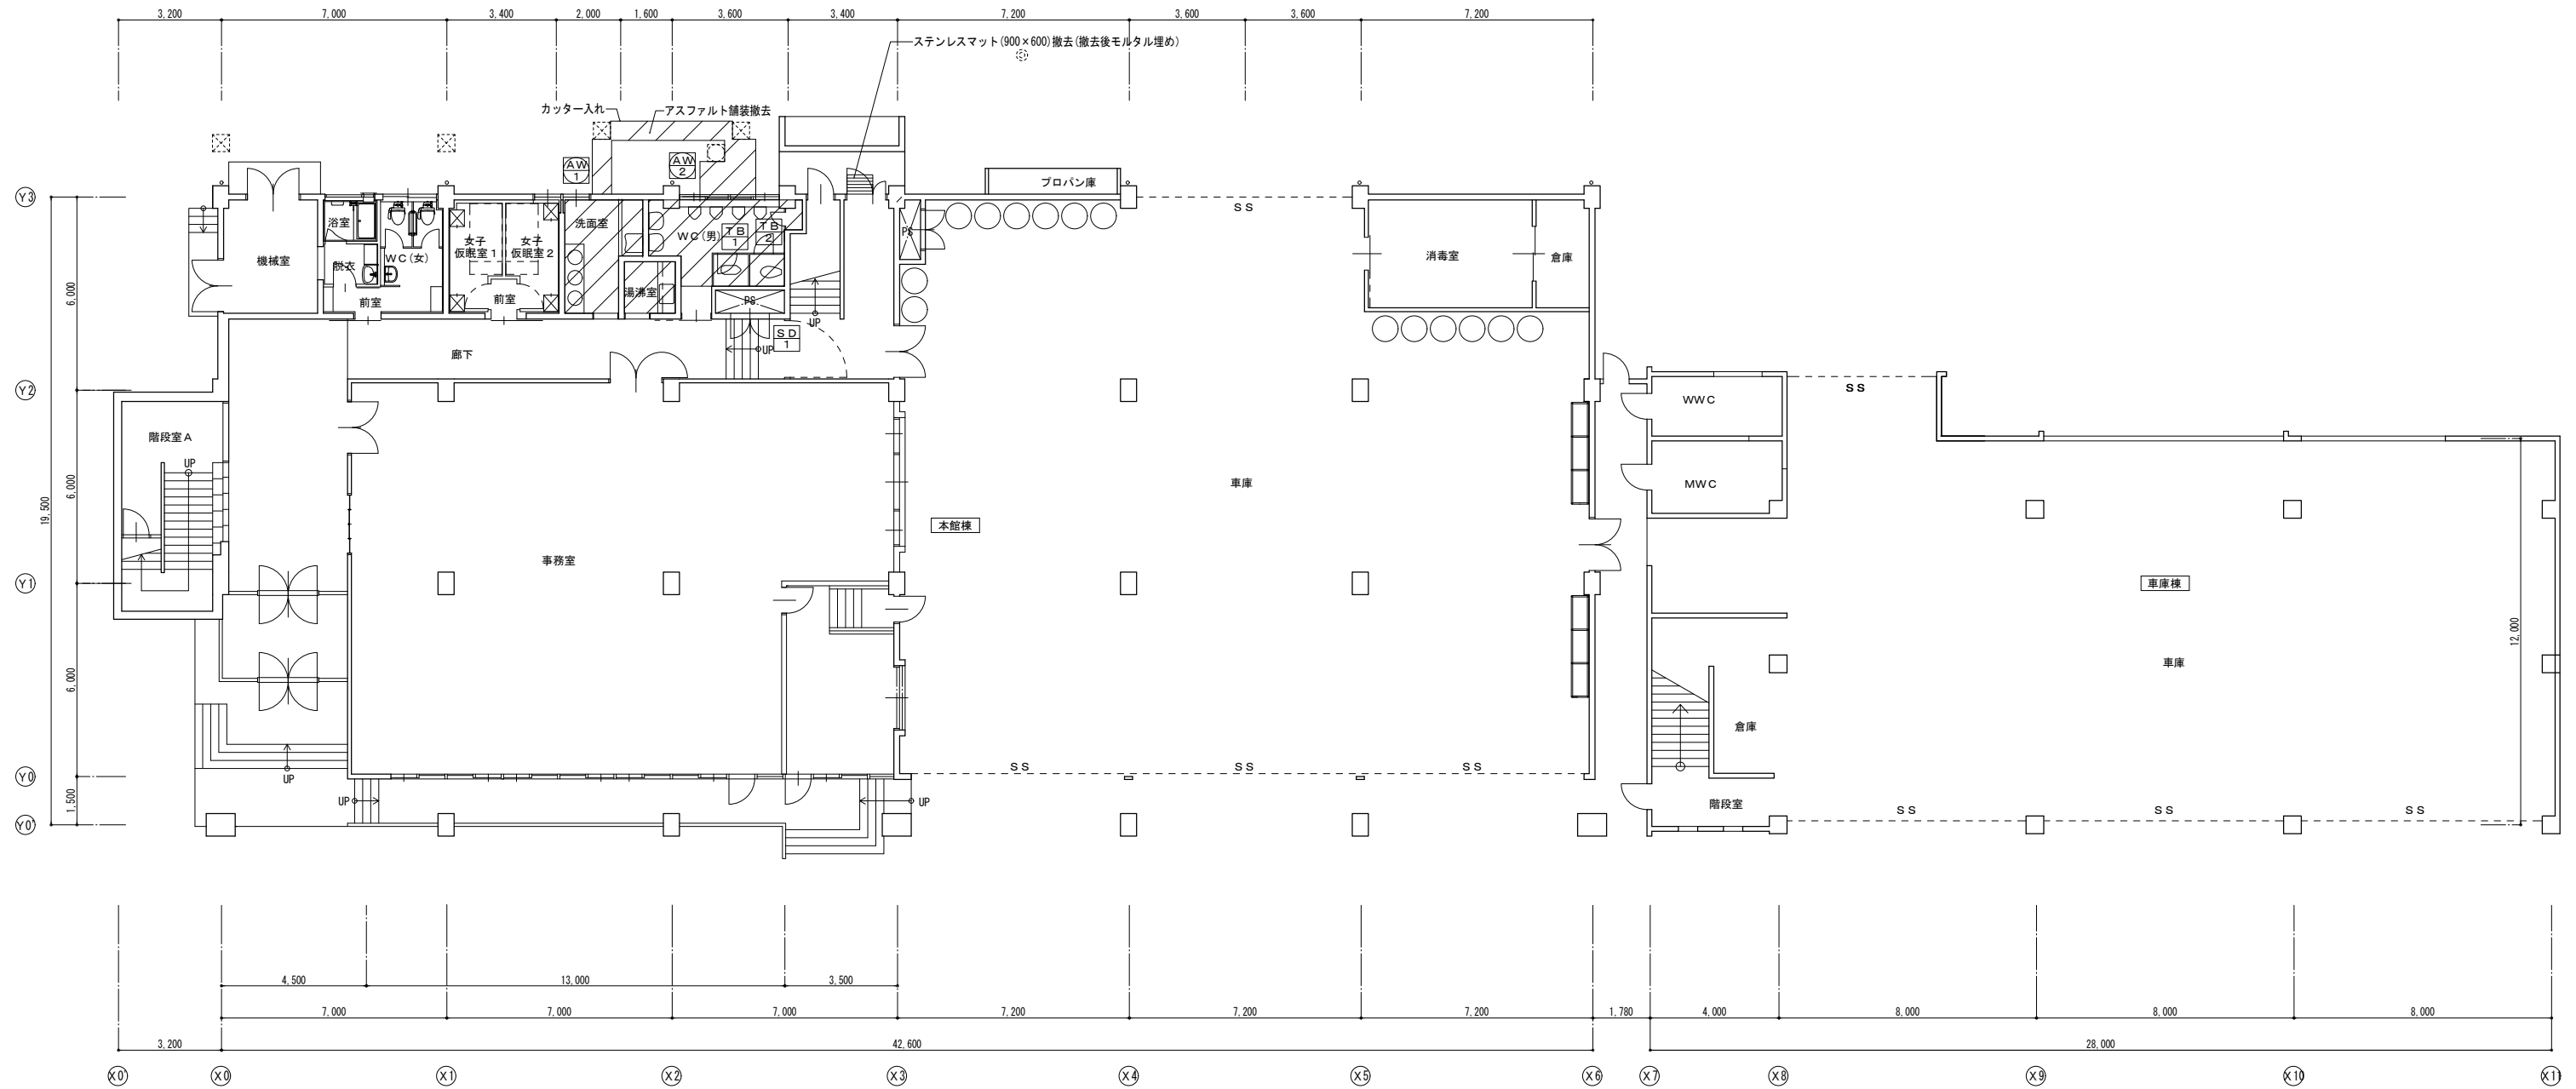 3,200 7,000 3,400 2,000 1,600 3,600 3,400 7,200 3,600 3,600 7,200
ステンレスマット(900×600)撤去(撤去後モルタル埋め)
カッター入れ
アスファルト舗装撤去
AW
1
AW
2
プロパン庫
Y3
SS
浴室
WC(女)
脱衣
前室
機械室
女子
仮眠室1
女子
仮眠室2
前室
洗面室
湯沸室
WC(男)
TB
1
TB
2
PS
PS
UP
SD
1
UP
廊下
消毒室
倉庫
6,000
Y2
WWC
SS
階段室A
UP
MWC
車庫
本館棟
19,500
6,000
事務室
Y1
車庫棟
12,000
車庫
6,000
倉庫
Y0
SS SS SS
UP
1,500
UP
UP
階段室
SS SS SS
Y0'
4,500 13,000 3,500
7,000 7,000 7,000 7,200 7,200 7,200 1,780 4,000 8,000 8,000 8,000
3,200 42,600 28,000
X0' X0 X1 X2 X3 X4 X5 X6 X7 X8 X9 X10 X11